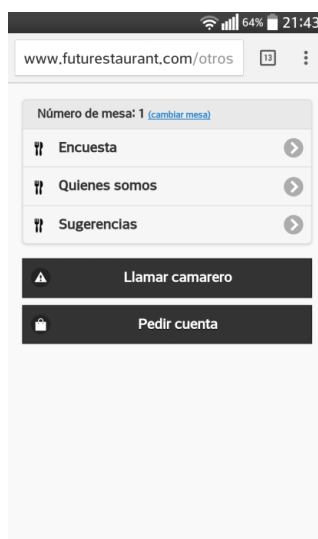 64% 21:43
www.futurestaurant.com/otros 13
Número de mesa: 1 (cambiar mesa)
Encuesta
Quienes somos
Sugerencias
Llamar camarero
Pedir cuenta